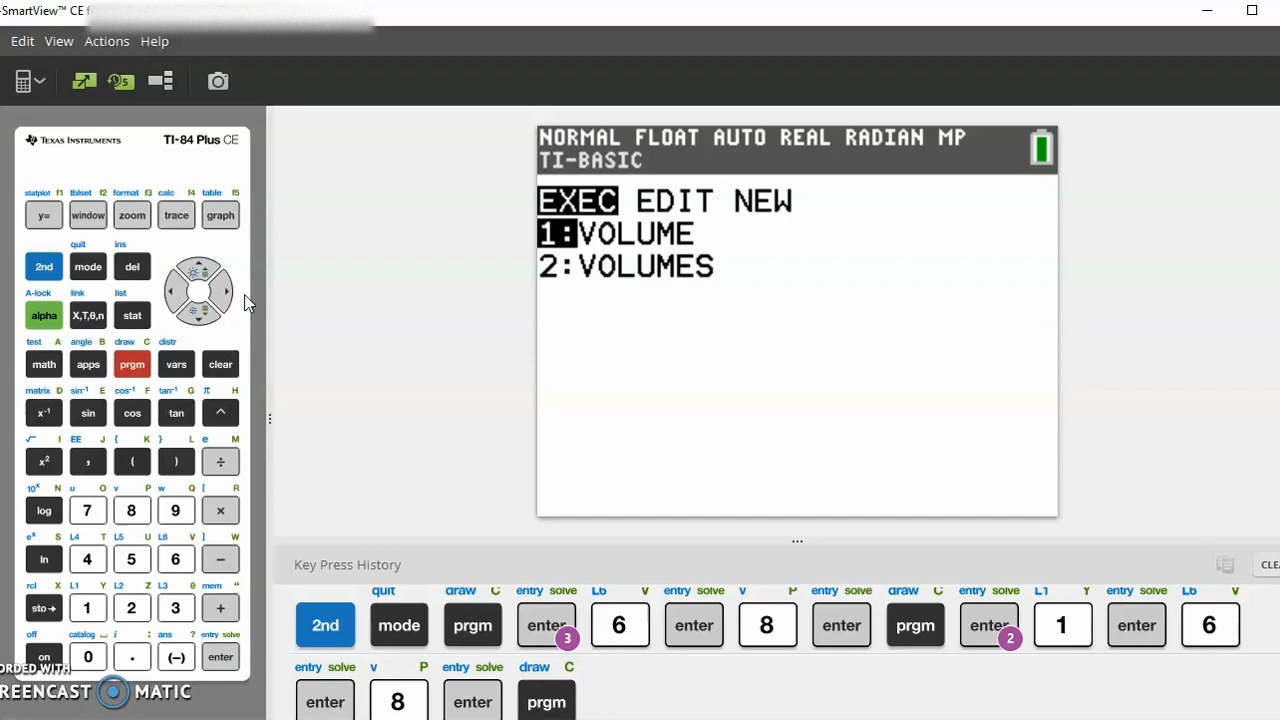 -SmartView™ CE f
Edit View Actions Help
TEXAS INSTRUMENTS TI-84 Plus CE
statplot f1 tblset f2 format f3 calc f4 table f5
y= window zoom trace graph
quit ins
2nd mode del
A-lock link list
alpha X,T,θ,n stat
test A angle B draw C distr
math apps prgm vars clear
matrix D sin⁻¹ E cos⁻¹ F tan⁻¹ G π H
x⁻¹ sin cos tan ^
√ I EE J { K } L e M
x² , ( ) ÷
10ˣ N u O v P w Q [ R
log 7 8 9 ×
eˣ S L4 T L5 U L6 V ] W
ln 4 5 6 −
rcl X L1 Y L2 Z L3 θ mem "
sto→ 1 2 3 +
off catalog ⎵ i : ans ? entry solve
on 0 . (−) enter
ORDED WITH
REENCAST MATIC
NORMAL FLOAT AUTO REAL RADIAN MP
TI-BASIC
EXEC EDIT NEW
1:VOLUME
2:VOLUMES
Key Press History
CLE
quit draw C entry solve L6 V entry solve v P entry solve draw C entry solve L1 Y entry solve L6 V
2nd mode prgm enter 3 6 enter 8 enter prgm enter 2 1 enter 6
entry solve v P entry solve draw C
enter 8 enter prgm